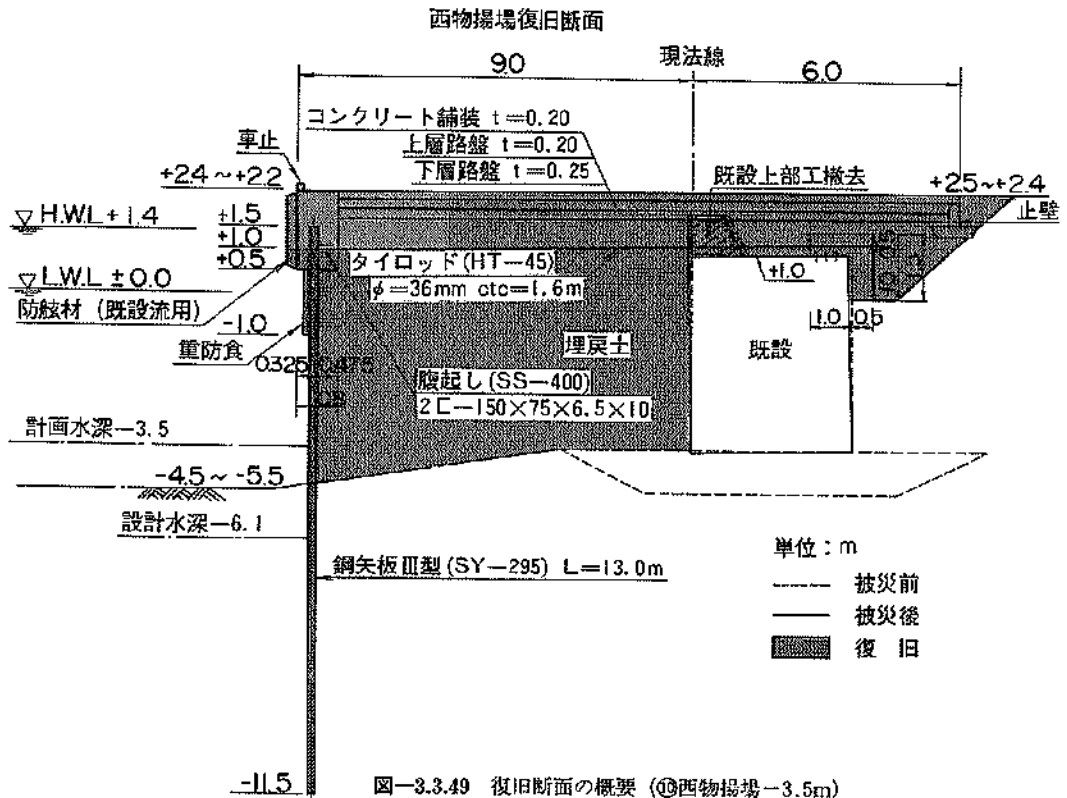 西物揚場復旧断面
9.0
現法線
6.0
コンクリート舗装 t=0.20
上層路盤 t=0.20
下層路盤 t=0.25
車止
+2.4～+2.2
既設上部工撤去
+2.5～+2.4
止壁
H.W.L+1.4
+1.5
+1.0
+0.5
タイロッド(HT-45)
φ=36mm ctc=1.6m
+1.0
L.W.L ±0.0
防舷材（既設流用）
-1.0
1.0
0.5
重防食
埋戻土
既設
0.325
0.475
腹起し(SS-400)
2⊏-150×75×6.5×10
計画水深-3.5
-4.5～-5.5
設計水深-6.1
鋼矢板Ⅲ型(SY-295) L=13.0m
単位：m
被災前
被災後
復旧
-11.5
図-3.3.49 復旧断面の概要（⑩西物揚場-3.5m）